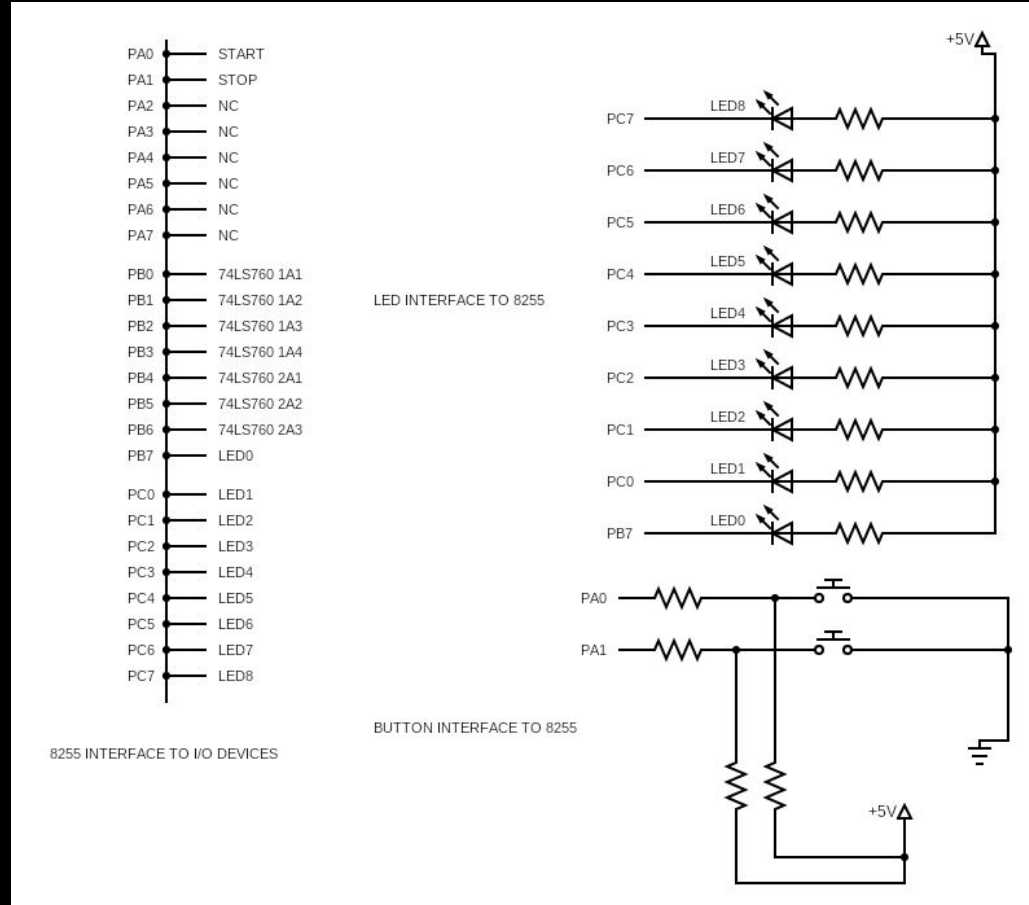 PA0 START
PA1 STOP
PA2 NC
PA3 NC
PA4 NC
PA5 NC
PA6 NC
PA7 NC
PB0 74LS760 1A1
PB1 74LS760 1A2
PB2 74LS760 1A3
PB3 74LS760 1A4
PB4 74LS760 2A1
PB5 74LS760 2A2
PB6 74LS760 2A3
PB7 LED0
PC0 LED1
PC1 LED2
PC2 LED3
PC3 LED4
PC4 LED5
PC5 LED6
PC6 LED7
PC7 LED8
8255 INTERFACE TO I/O DEVICES
LED INTERFACE TO 8255
+5V
PC7 LED8
PC6 LED7
PC5 LED6
PC4 LED5
PC3 LED4
PC2 LED3
PC1 LED2
PC0 LED1
PB7 LED0
PA0
PA1
BUTTON INTERFACE TO 8255
+5V